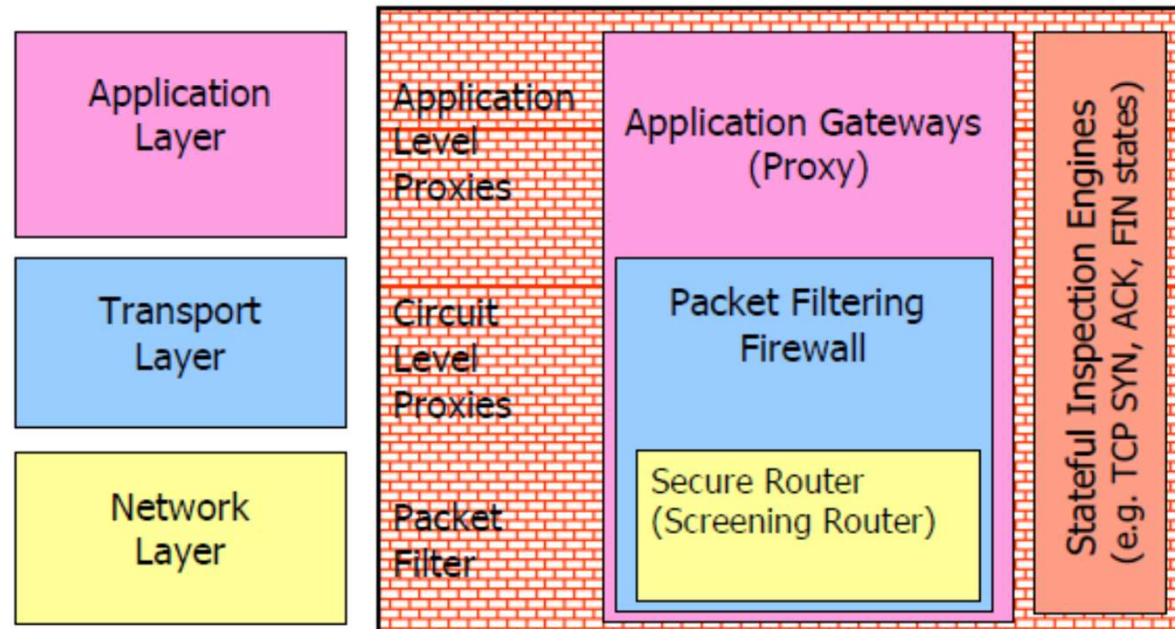 Application
Layer
Transport
Layer
Network
Layer
Application
Level
Proxies
Circuit
Level
Proxies
Packet
Filter
Application Gateways
(Proxy)
Packet Filtering
Firewall
Secure Router
(Screening Router)
Stateful Inspection Engines
(e.g. TCP SYN, ACK, FIN states)